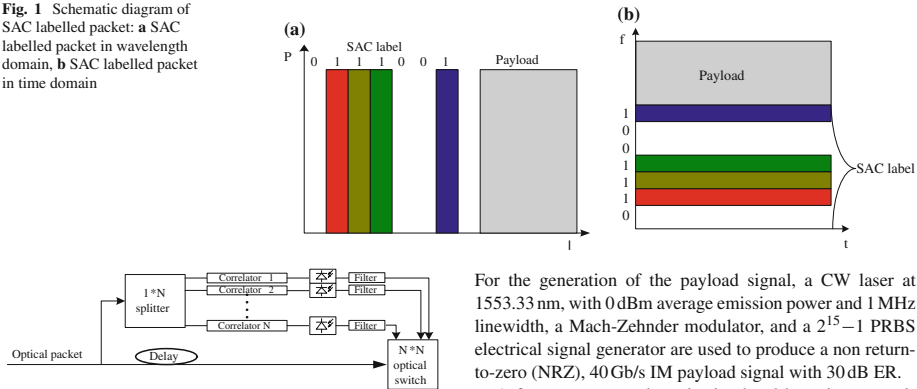 Fig. 1 Schematic diagram of
SAC labelled packet: a SAC
labelled packet in wavelength
domain, b SAC labelled packet
in time domain
(a)
P
SAC label
0 1 1 1 0 0 1
Payload
l
(b)
f
Payload
1
0
0
1
1
1
0
SAC label
t
1*N
splitter
Correlator 1
Filter
Correlator 2
Filter
Correlator N
Filter
Optical packet
Delay
N*N
optical
switch
For the generation of the payload signal, a CW laser at
1553.33 nm, with 0 dBm average emission power and 1 MHz
linewidth, a Mach-Zehnder modulator, and a 2¹⁵−1 PRBS
electrical signal generator are used to produce a non return-
to-zero (NRZ), 40 Gb/s IM payload signal with 30 dB ER.